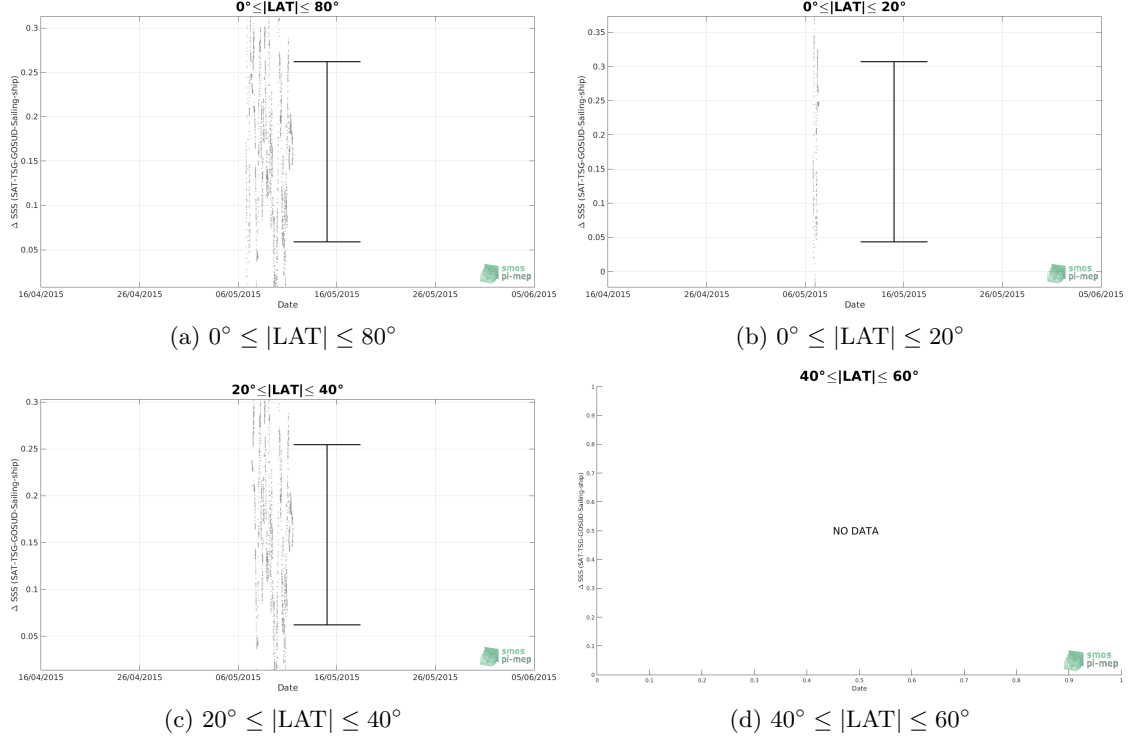 0°≤|LAT|≤ 80°
Δ SSS (SAT-TSG-GOSUD-Sailing-ship)
0.3
0.25
0.2
0.15
0.1
0.05
16/04/2015 26/04/2015 06/05/2015 16/05/2015 26/05/2015 05/06/2015
Date
smos
pi-mep
(a) 0° ≤ |LAT| ≤ 80°
0°≤|LAT|≤ 20°
Δ SSS (SAT-TSG-GOSUD-Sailing-ship)
0.35
0.3
0.25
0.2
0.15
0.1
0.05
0
16/04/2015 26/04/2015 06/05/2015 16/05/2015 26/05/2015 05/06/2015
Date
smos
pi-mep
(b) 0° ≤ |LAT| ≤ 20°
20°≤|LAT|≤ 40°
Δ SSS (SAT-TSG-GOSUD-Sailing-ship)
0.3
0.25
0.2
0.15
0.1
0.05
16/04/2015 26/04/2015 06/05/2015 16/05/2015 26/05/2015 05/06/2015
Date
smos
pi-mep
(c) 20° ≤ |LAT| ≤ 40°
40°≤|LAT|≤ 60°
Δ SSS (SAT-TSG-GOSUD-Sailing-ship)
1
0.9
0.8
0.7
0.6
0.5
0.4
0.3
0.2
0.1
0
NO DATA
0 0.1 0.2 0.3 0.4 0.5 0.6 0.7 0.8 0.9 1
Date
smos
pi-mep
(d) 40° ≤ |LAT| ≤ 60°